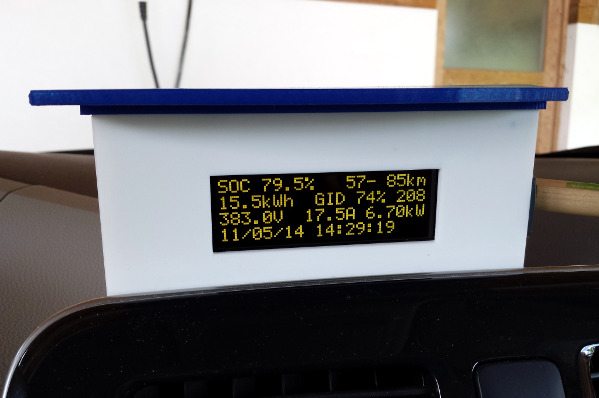 SOC 79.5% 57- 85km
15.5kWh GID 74% 208
383.0V 17.5A 6.70kW
11/05/14 14:29:19